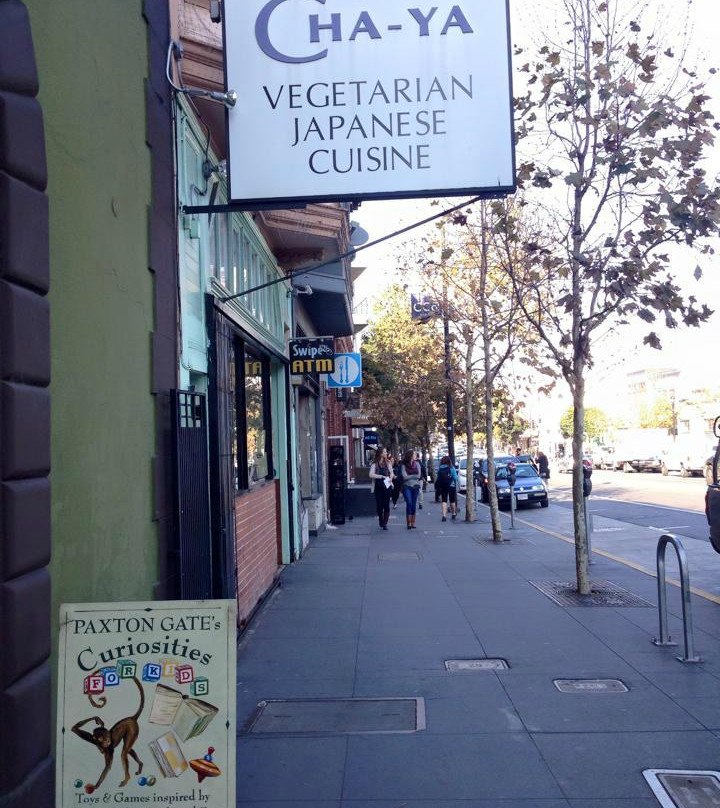 CHA-YA
VEGETARIAN
JAPANESE
CUISINE
Swipe
ATM
PAXTON GATE's
Curiosities
FOR KIDS
Toys & Games inspired by